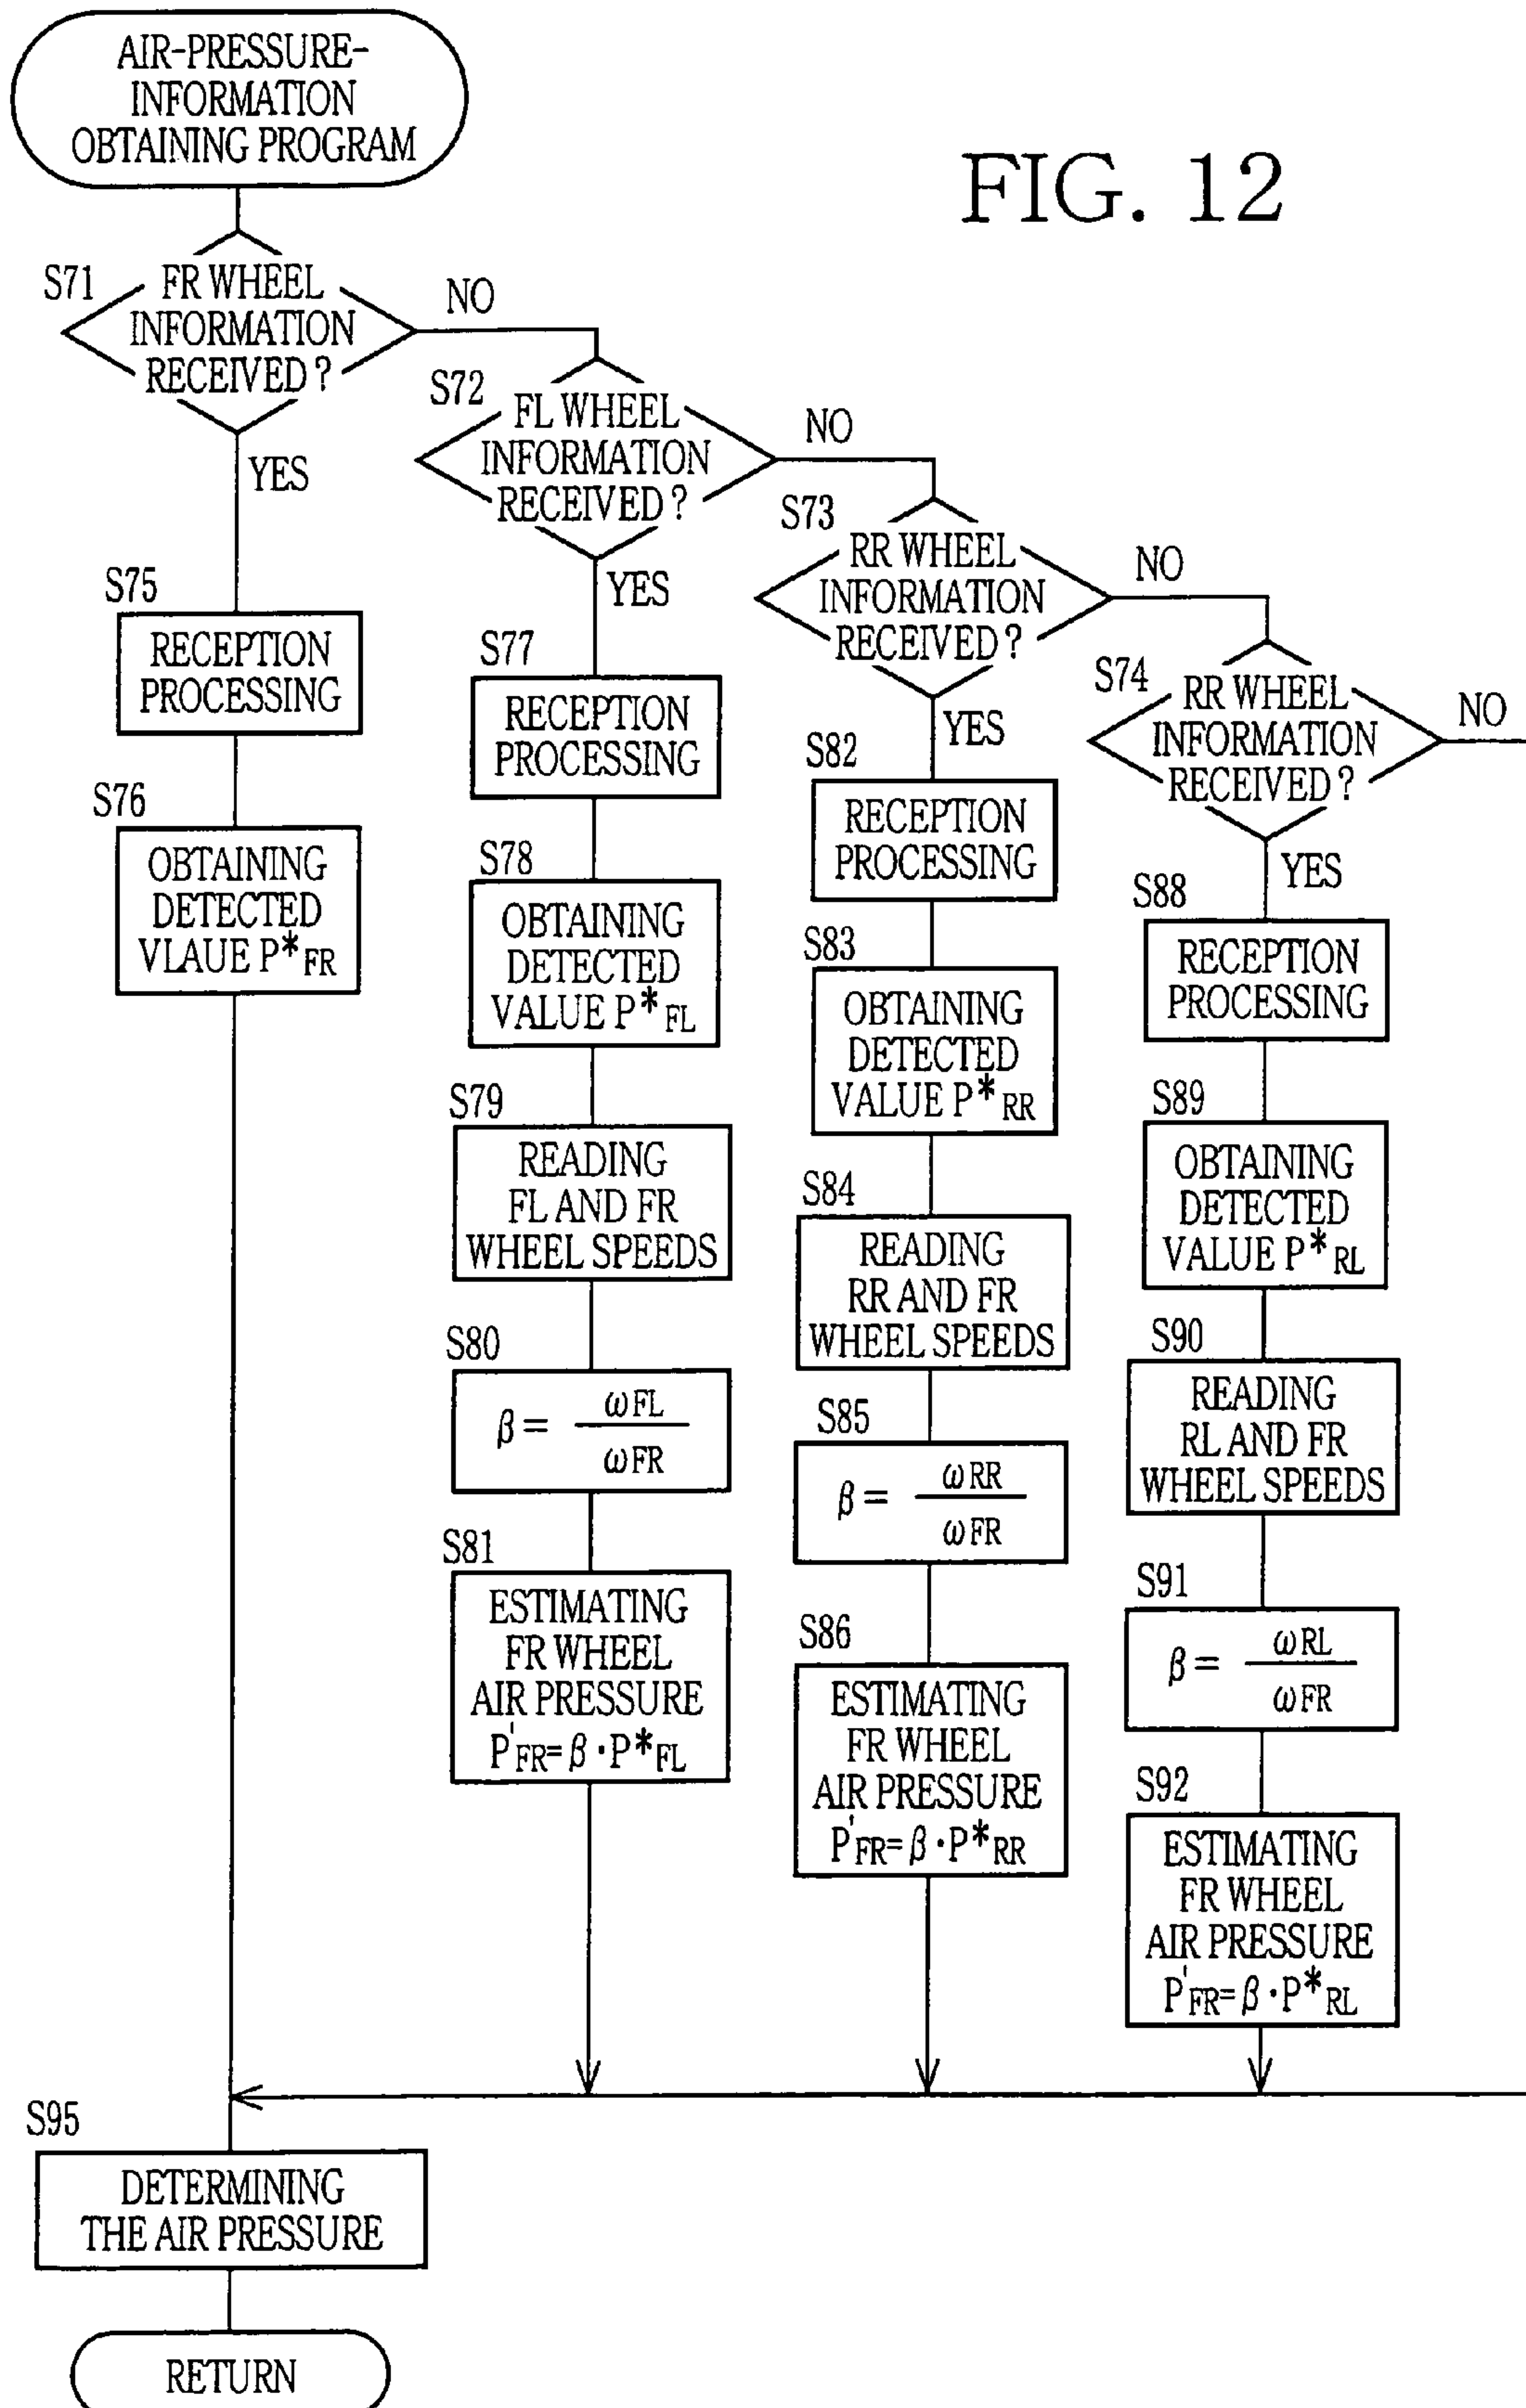 AIR-PRESSURE-
INFORMATION
OBTAINING PROGRAM
FIG. 12
S71
FR WHEEL
INFORMATION
RECEIVED?
NO
YES
S72
FL WHEEL
INFORMATION
RECEIVED?
NO
YES
S73
RR WHEEL
INFORMATION
RECEIVED?
NO
YES
S74
RR WHEEL
INFORMATION
RECEIVED?
NO
YES
S75
RECEPTION
PROCESSING
S76
OBTAINING
DETECTED
VLAUE P*FR
S77
RECEPTION
PROCESSING
S78
OBTAINING
DETECTED
VALUE P*FL
S79
READING
FL AND FR
WHEEL SPEEDS
S80
β = ωFL
ωFR
S81
ESTIMATING
FR WHEEL
AIR PRESSURE
P'FR=β·P*FL
S82
RECEPTION
PROCESSING
S83
OBTAINING
DETECTED
VALUE P*RR
S84
READING
RR AND FR
WHEEL SPEEDS
S85
β = ωRR
ωFR
S86
ESTIMATING
FR WHEEL
AIR PRESSURE
P'FR=β·P*RR
S88
RECEPTION
PROCESSING
S89
OBTAINING
DETECTED
VALUE P*RL
S90
READING
RL AND FR
WHEEL SPEEDS
S91
β = ωRL
ωFR
S92
ESTIMATING
FR WHEEL
AIR PRESSURE
P'FR=β·P*RL
S95
DETERMINING
THE AIR PRESSURE
RETURN